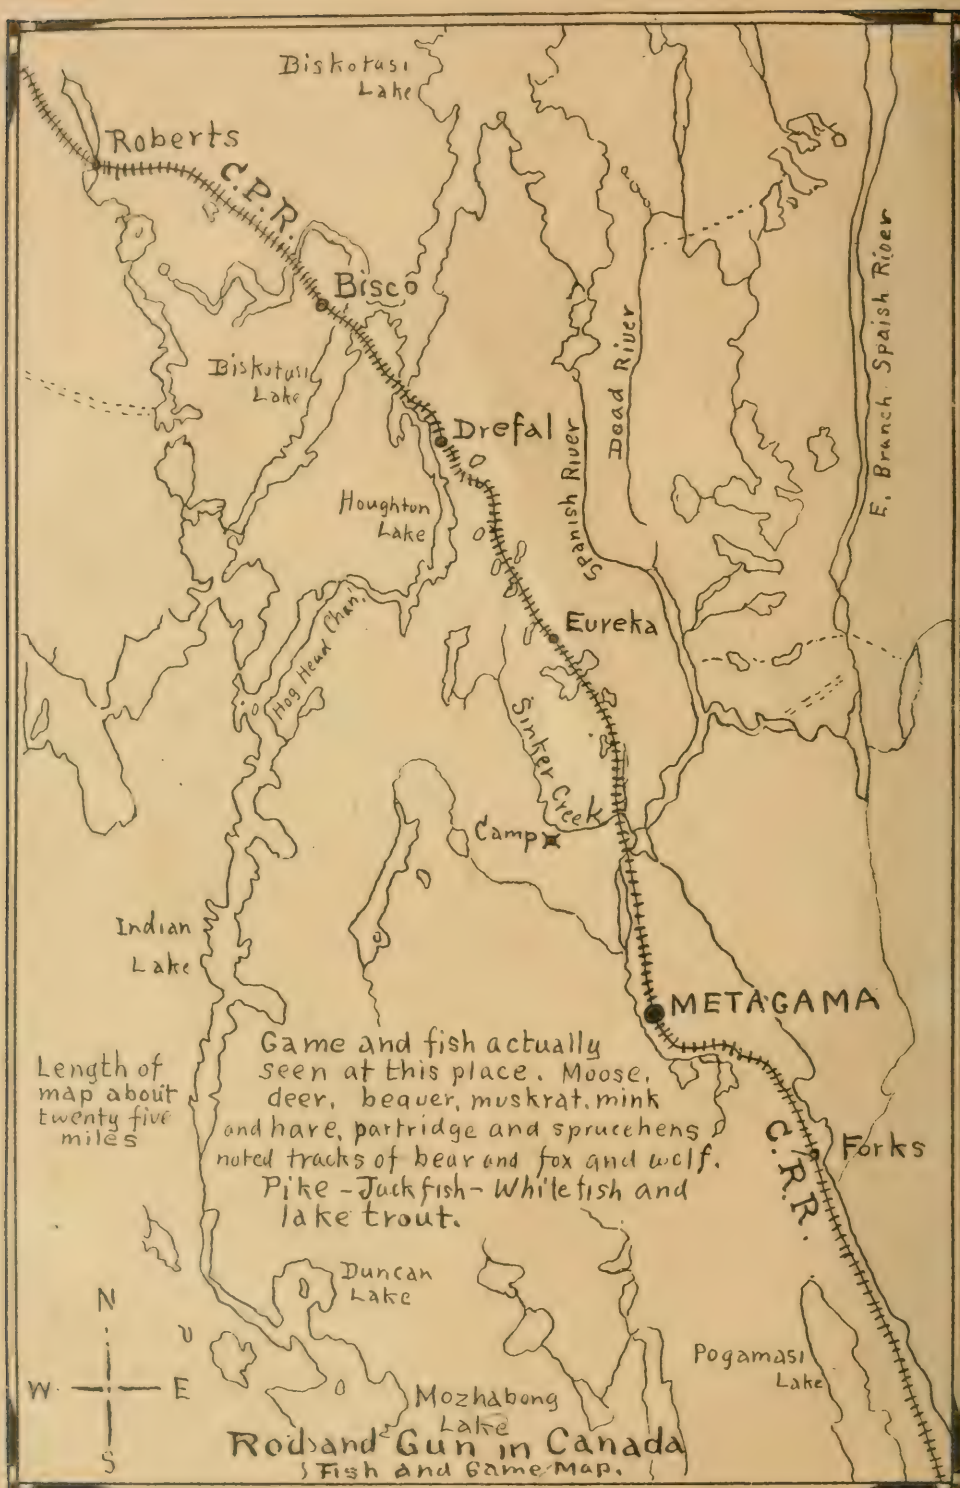 Biskotusi
Lake
Roberts
C.P.R.
Bisco
Biskotusi
Lake
Drefal
Houghton
Lake
Spanish River
Dead River
E. Branch Spaish River
Eureka
Hog Head Chan.
Sinker Creek
Camp
Indian
Lake
METAGAMA
Length of
map about
twenty five
miles
Game and fish actually
seen at this place. Moose,
deer, beaver, muskrat, mink
and hare, partridge and sprucehens
noted tracks of bear and fox and wolf.
Pike - Jackfish - Whitefish and
lake trout.
C.R.R.
Forks
Duncan
Lake
N
W
E
S
Pogamasi
Lake
Mozhabong
Lake
Rod and Gun in Canada
Fish and Game Map.